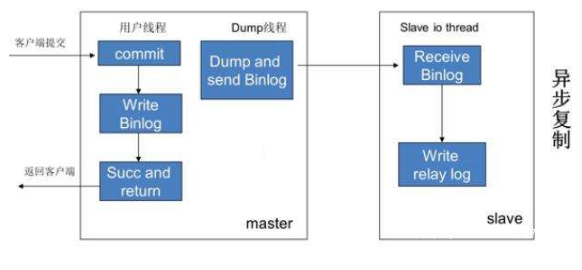 用户线程
Dump线程
Slave io thread
客户端提交
commit
Dump and
send Binlog
Receive
Binlog
Write
Binlog
返回客户端
Succ and
return
Write
relay log
master
slave
异步复制